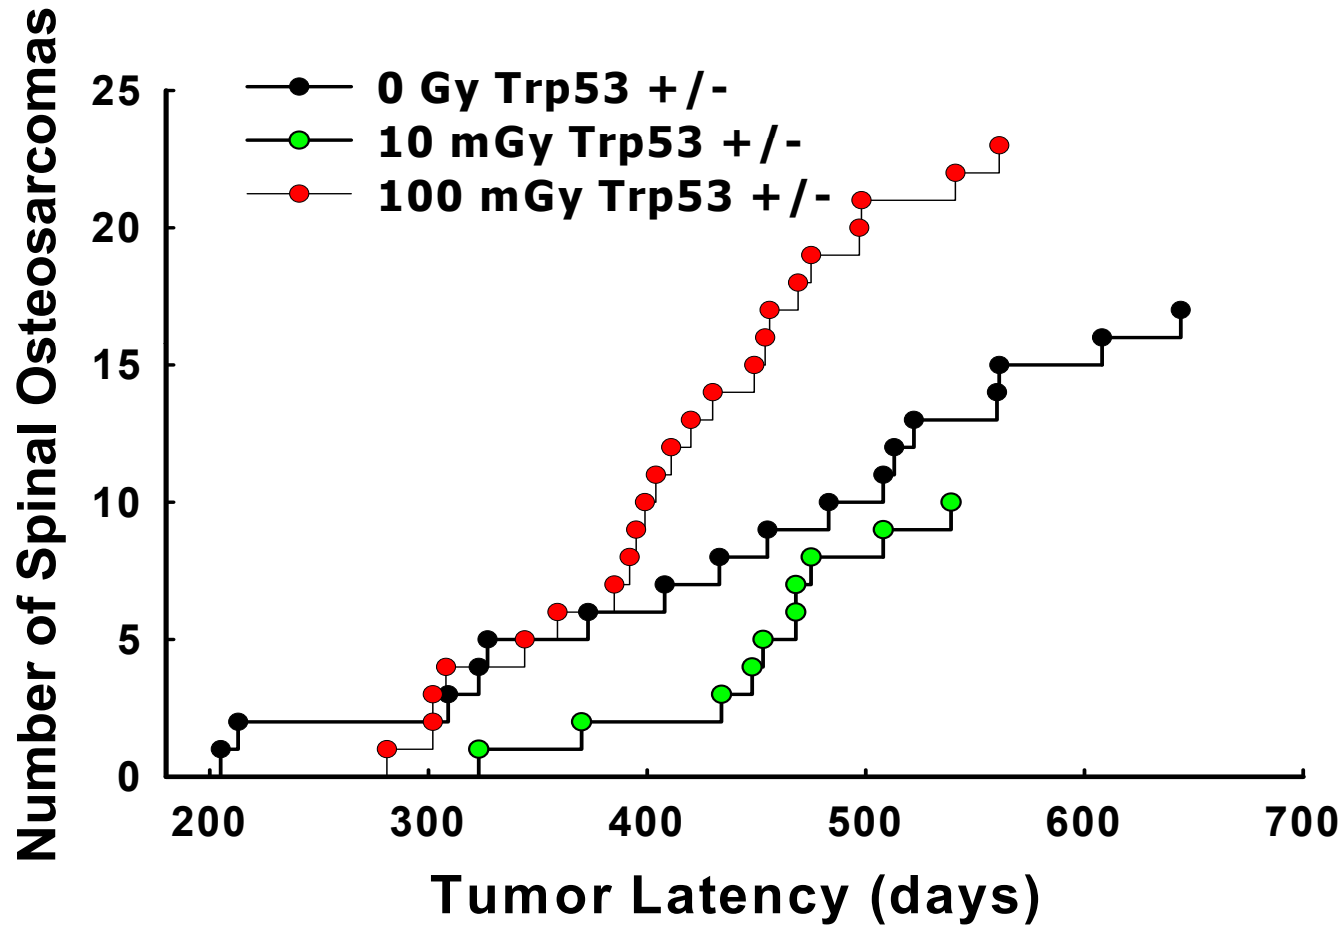 Number of Spinal Osteosarcomas
25
20
15
10
5
0
0 Gy Trp53 +/-
10 mGy Trp53 +/-
100 mGy Trp53 +/-
200 300 400 500 600 700
Tumor Latency (days)